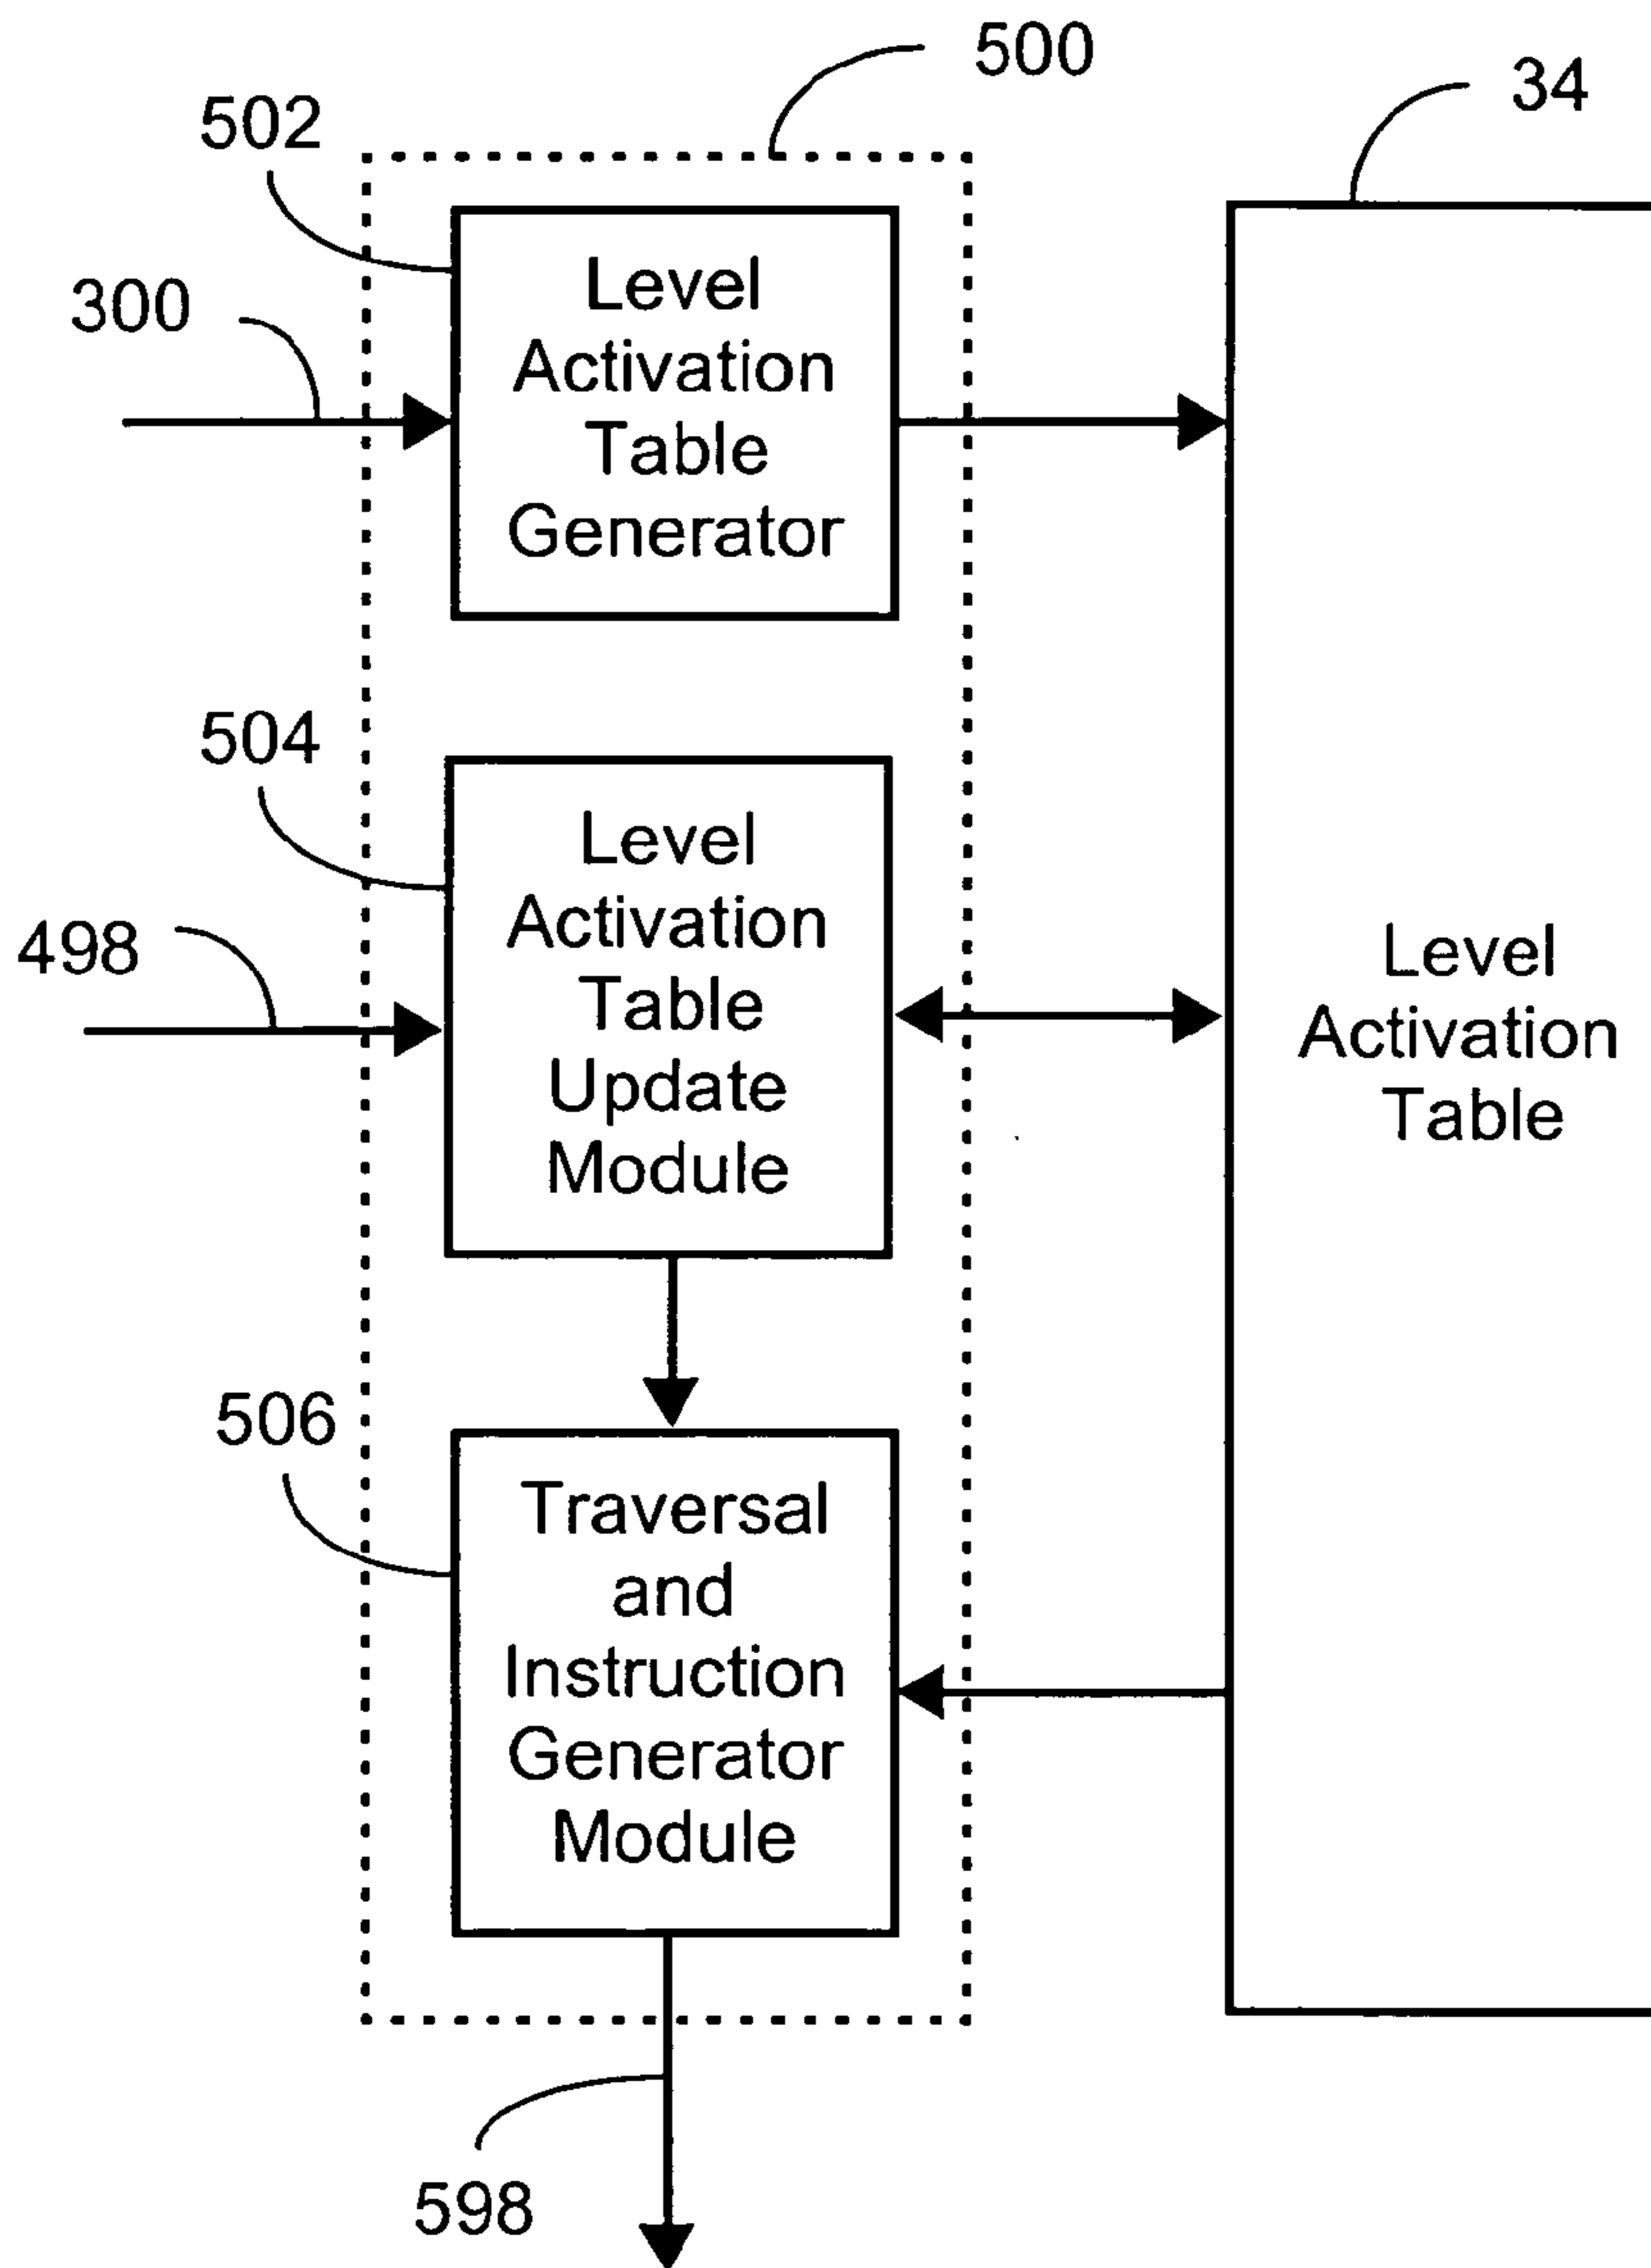 500
34
502
Level
Activation
Table
Generator
300
504
Level
Activation
Table
Update
Module
498
Level
Activation
Table
506
Traversal
and
Instruction
Generator
Module
598